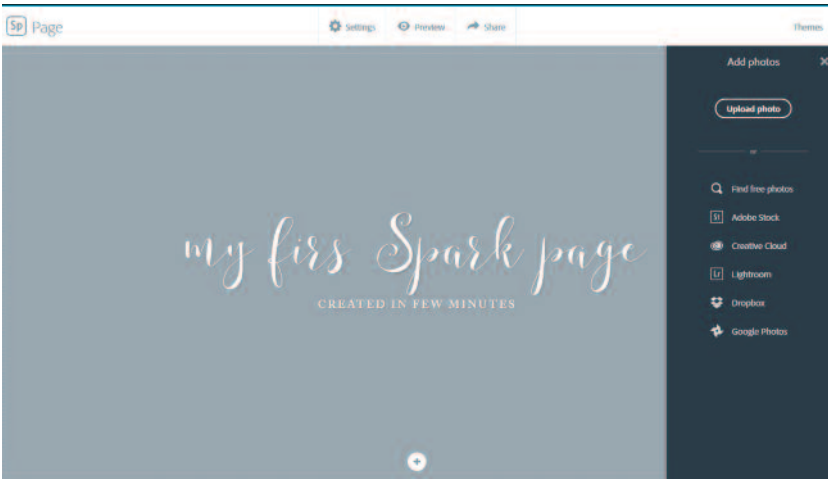 Sp Page
Settings Preview Share
Themes
Add photos
Upload photo
or
Find free photos
St Adobe Stock
Creative Cloud
Lr Lightroom
Dropbox
Google Photos
my firs Spark page
CREATED IN FEW MINUTES